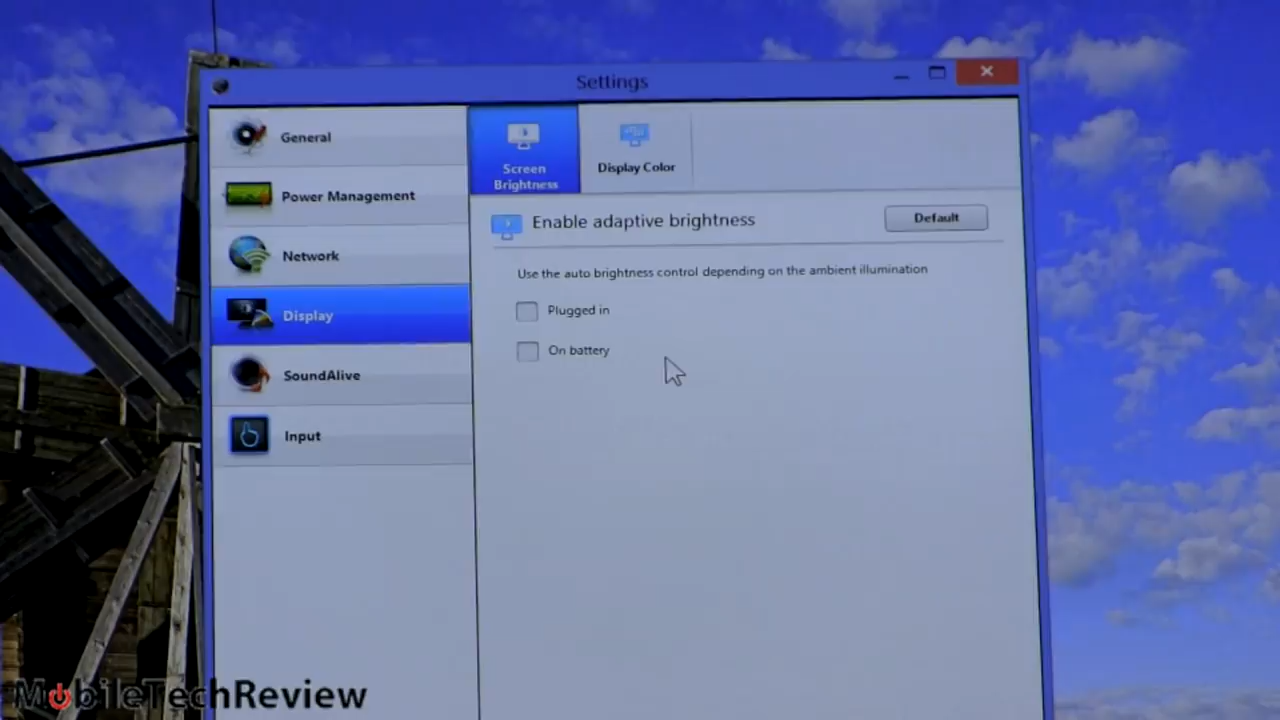 Settings
General
Power Management
Network
Display
SoundAlive
Input
Screen
Brightness
Display Color
Enable adaptive brightness
Default
Use the auto brightness control depending on the ambient illumination
Plugged in
On battery
MobileTechReview